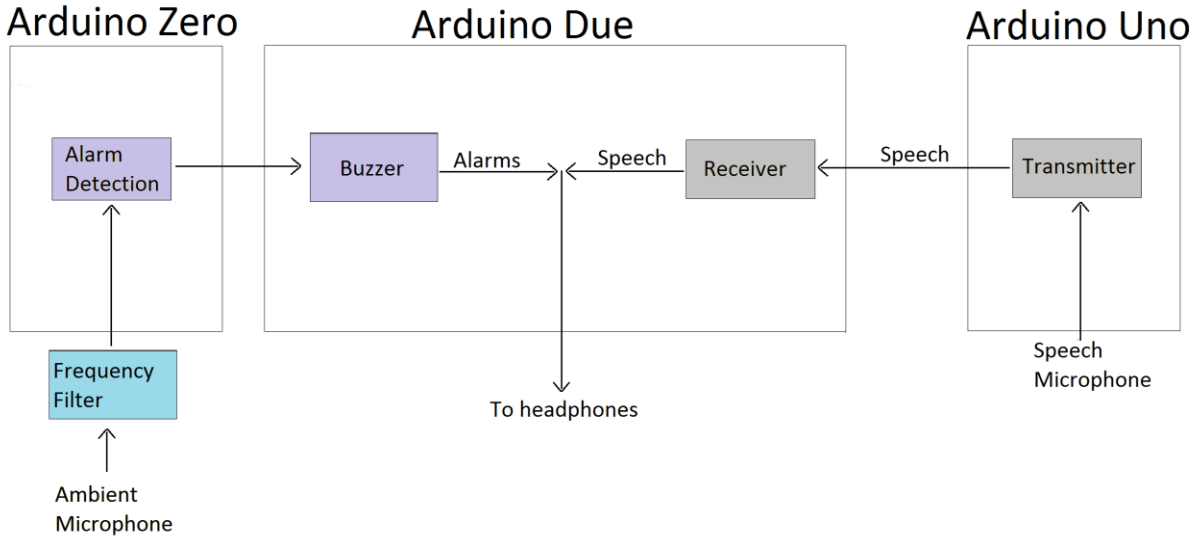 Arduino Zero
Arduino Due
Arduino Uno
Alarm
Detection
Buzzer
Alarms
Speech
Receiver
Speech
Transmitter
Frequency
Filter
Speech
Microphone
To headphones
Ambient
Microphone